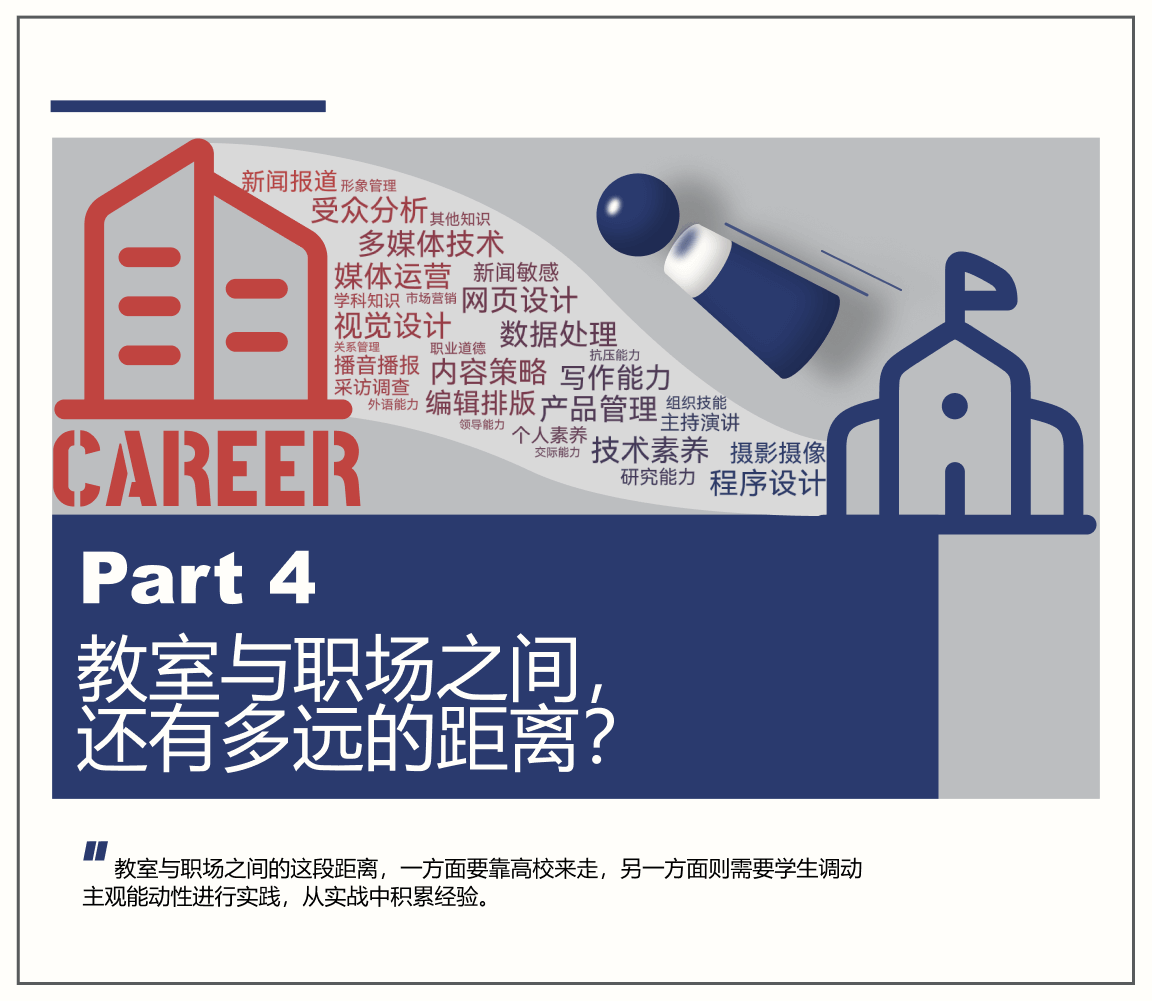 新闻报道 形象管理
受众分析 其他知识
多媒体技术
媒体运营 新闻敏感
学科知识 市场营销 网页设计
视觉设计 数据处理
关系管理 职业道德 抗压能力
播音播报 内容策略 写作能力
采访调查
外语能力 编辑排版 产品管理 组织技能
领导能力 个人素养 主持演讲
交际能力 技术素养 摄影摄像
研究能力 程序设计
CAREER
Part 4
教室与职场之间，
还有多远的距离？
"教室与职场之间的这段距离，一方面要靠高校来走，另一方面则需要学生调动
主观能动性进行实践，从实战中积累经验。